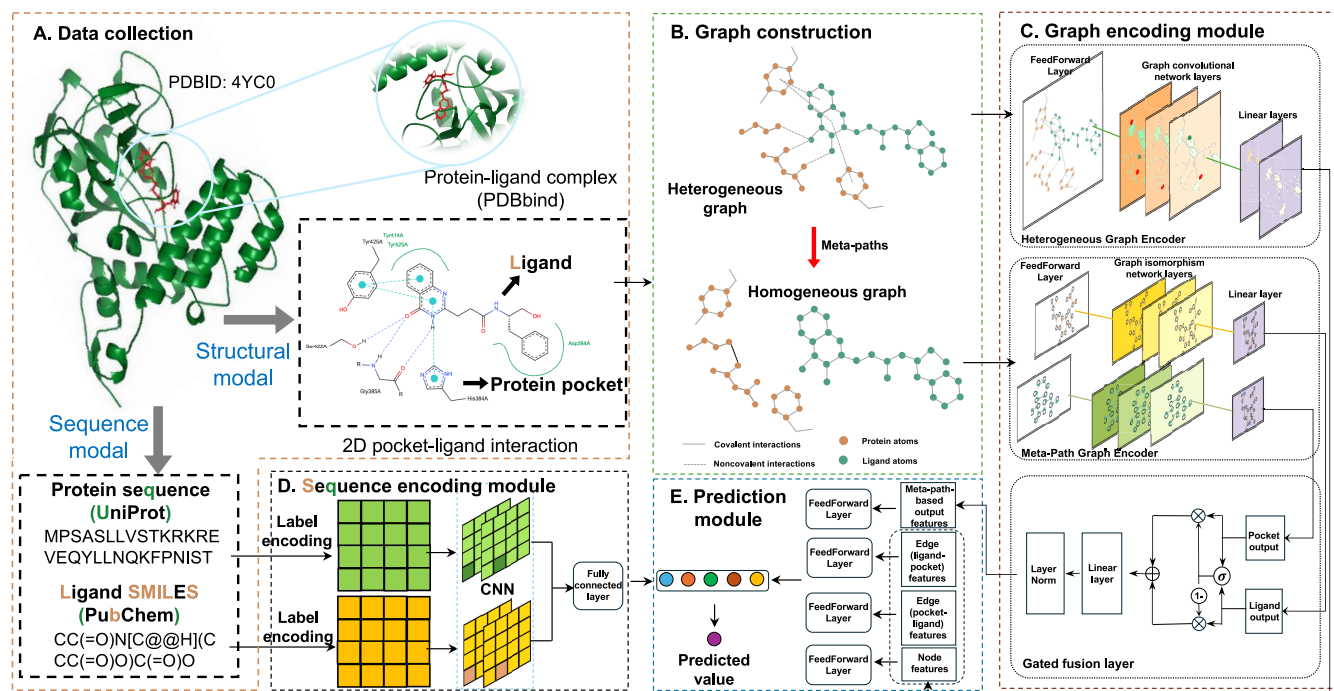 A. Data collection
PDBID: 4YC0
Protein-ligand complex
(PDBbind)
Tyr414A
Tyr425A
Tyr425A
Ligand
HO
N
O
N
H
O
H
N
OH
Asp284A
Ser422A
O
H
H
N
R
O
R
Gly385A
N
NH
Protein pocket
His384A
Structural
modal
2D pocket-ligand interaction
Sequence
modal
Protein sequence
(UniProt)
MPSASLLVSTKRKRE
VEQYLLNQKFPNIST
Ligand SMILES
(PubChem)
CC(=O)N[C@@H](C
CC(=O)O)C(=O)O
B. Graph construction
Heterogeneous
graph
Meta-paths
Homogeneous graph
Covalent interactions
Protein atoms
Noncovalent interactions
Ligand atoms
C. Graph encoding module
FeedForward
Layer
Graph convolutional
network layers
Linear layers
Heterogeneous Graph Encoder
FeedForward
Layer
Graph isomorphism
network layers
Linear layer
Meta-Path Graph Encoder
Layer
Norm
Linear
layer
σ
1-
Pocket
output
Ligand
output
Gated fusion layer
D. Sequence encoding module
Label
encoding
CNN
Label
encoding
Fully
connected
layer
E. Prediction
module
FeedForward
Layer
Meta-path-
based
output
features
FeedForward
Layer
Edge
(ligand-
pocket)
features
FeedForward
Layer
Edge
(pocket-
ligand)
features
FeedForward
Layer
Node
features
Predicted
value